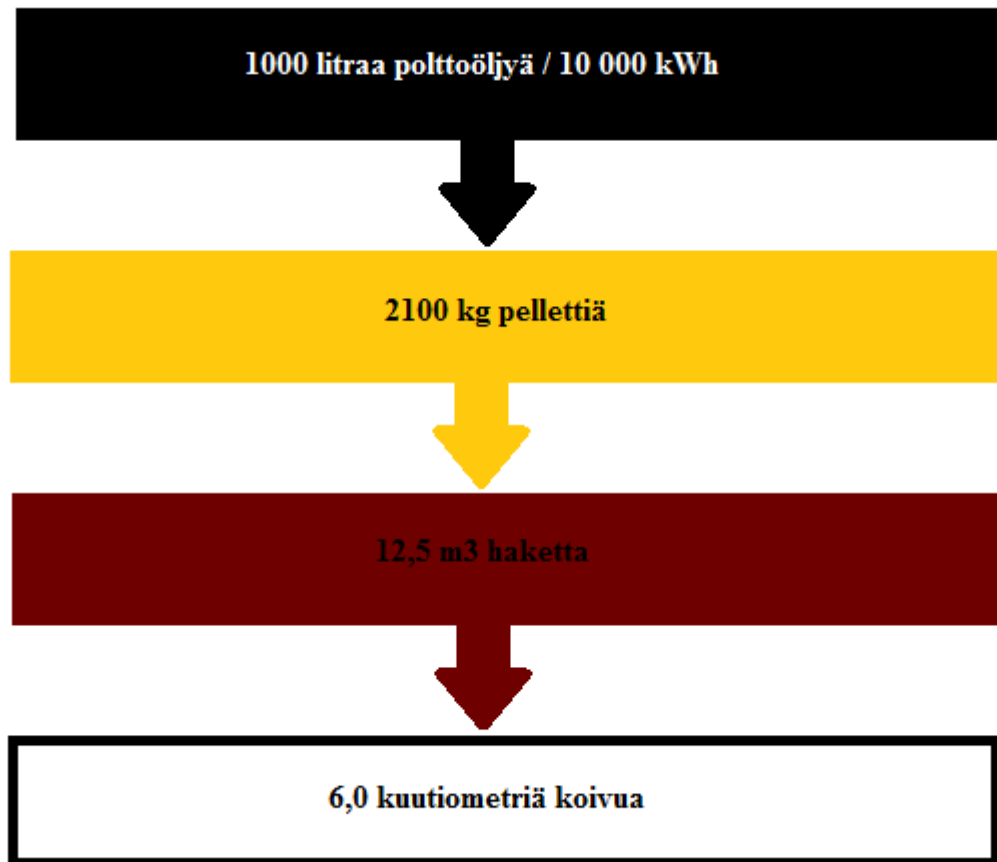 1000 litraa polttoöljyä / 10 000 kWh
2100 kg pellettiä
12,5 m3 haketta
6,0 kuutiometriä koivua